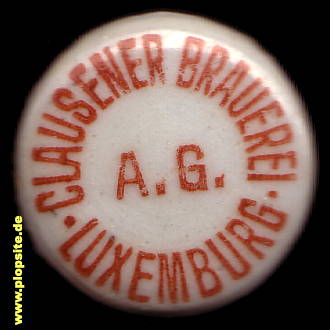 CLAUSENER BRAUEREI
A.G.
· LUXEMBURG ·
www.plopsite.de